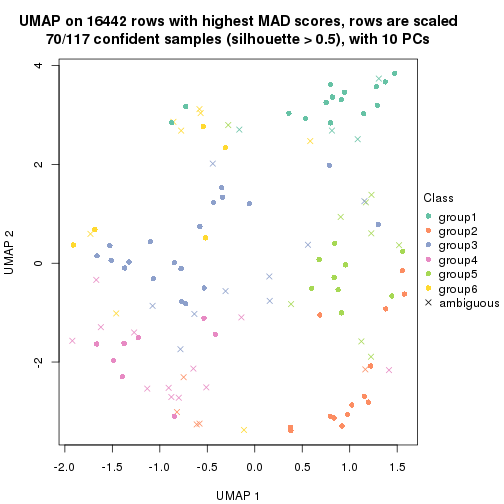 UMAP on 16442 rows with highest MAD scores, rows are scaled
70/117 confident samples (silhouette > 0.5), with 10 PCs
4
2
0
-2
UMAP 2
-2.0 -1.5 -1.0 -0.5 0.0 0.5 1.0 1.5
UMAP 1
Class
group1
group2
group3
group4
group5
group6
ambiguous